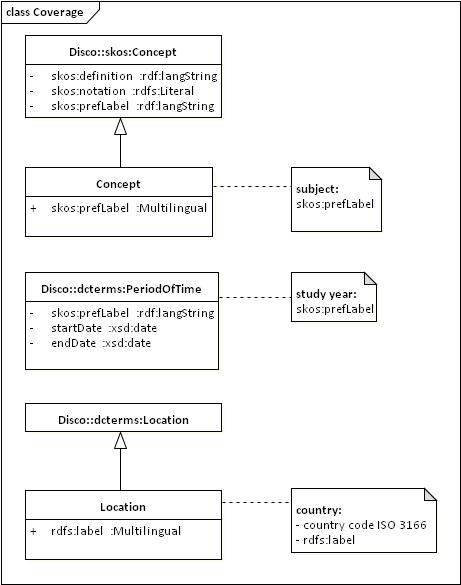 class Coverage
Disco::skos:Concept
- skos:definition :rdf:langString
- skos:notation :rdfs:Literal
- skos:prefLabel :rdf:langString
Concept
+ skos:prefLabel :Multilingual
subject:
skos:prefLabel
Disco::dcterms:PeriodOfTime
- skos:prefLabel :rdf:langString
- startDate :xsd:date
- endDate :xsd:date
study year:
skos:prefLabel
Disco::dcterms:Location
Location
+ rdfs:label :Multilingual
country:
- country code ISO 3166
- rdfs:label